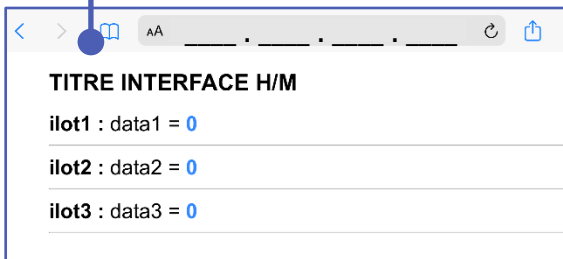 AA ____ . ____ . ____ . ____
TITRE INTERFACE H/M
ilot1 : data1 = 0
ilot2 : data2 = 0
ilot3 : data3 = 0